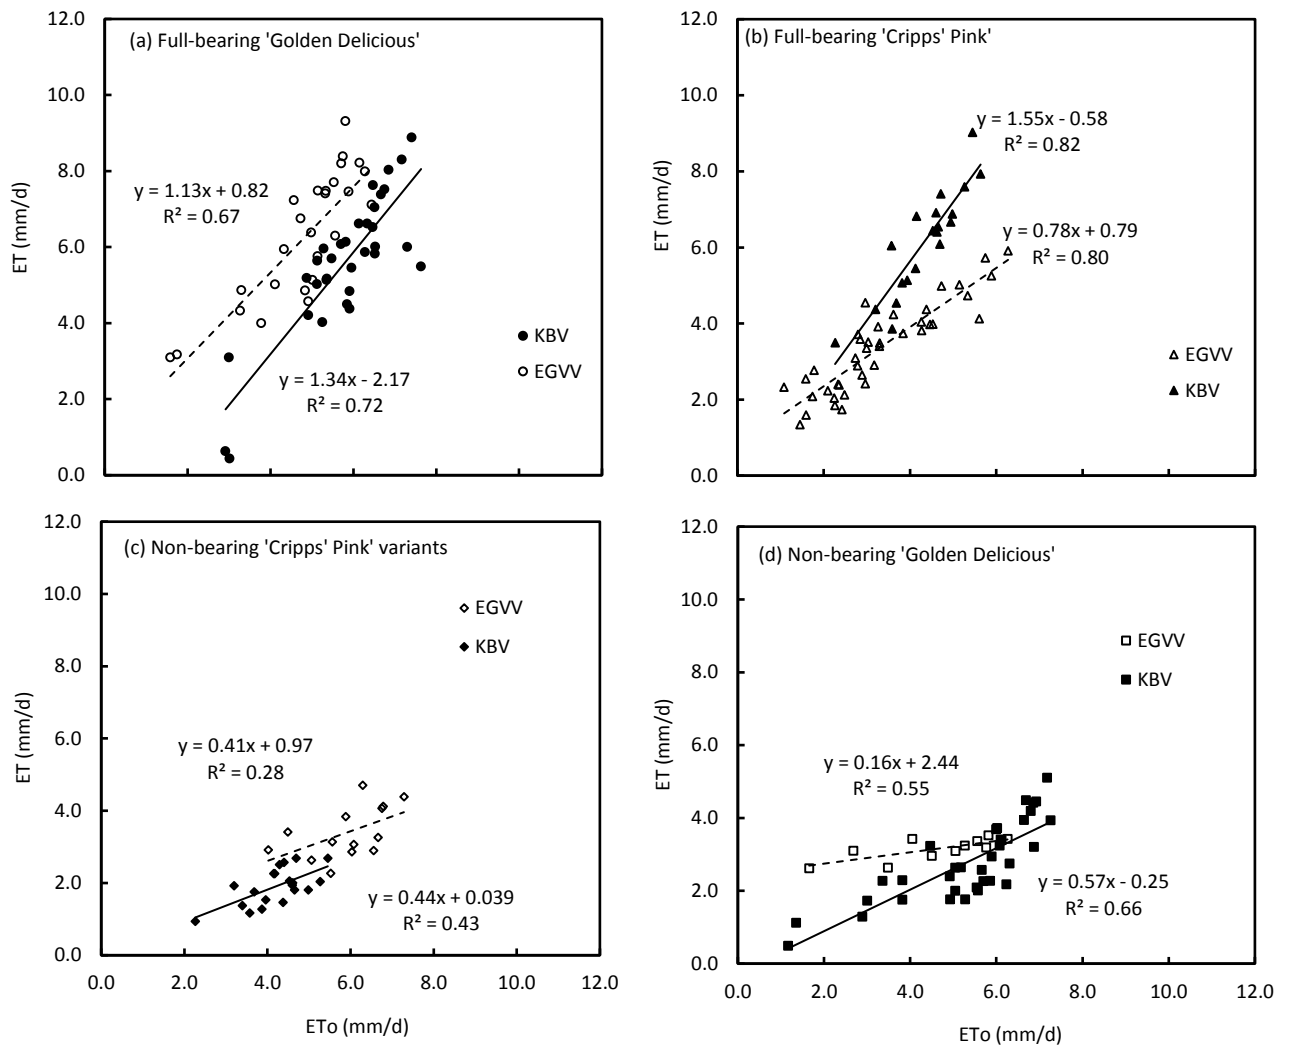 (a) Full-bearing 'Golden Delicious'
12.0
10.0
8.0
6.0
4.0
2.0
0.0
ET (mm/d)
y = 1.13x + 0.82
R² = 0.67
y = 1.34x - 2.17
R² = 0.72
KBV
EGVV
(b) Full-bearing 'Cripps' Pink'
12.0
10.0
8.0
6.0
4.0
2.0
0.0
ET (mm/d)
y = 1.55x - 0.58
R² = 0.82
y = 0.78x + 0.79
R² = 0.80
EGVV
KBV
(c) Non-bearing 'Cripps' Pink' variants
12.0
10.0
8.0
6.0
4.0
2.0
0.0
ET (mm/d)
EGVV
KBV
y = 0.41x + 0.97
R² = 0.28
y = 0.44x + 0.039
R² = 0.43
0.0 2.0 4.0 6.0 8.0 10.0 12.0
ETo (mm/d)
(d) Non-bearing 'Golden Delicious'
12.0
10.0
8.0
6.0
4.0
2.0
0.0
ET (mm/d)
EGVV
KBV
y = 0.16x + 2.44
R² = 0.55
y = 0.57x - 0.25
R² = 0.66
0.0 2.0 4.0 6.0 8.0 10.0 12.0
ETo (mm/d)